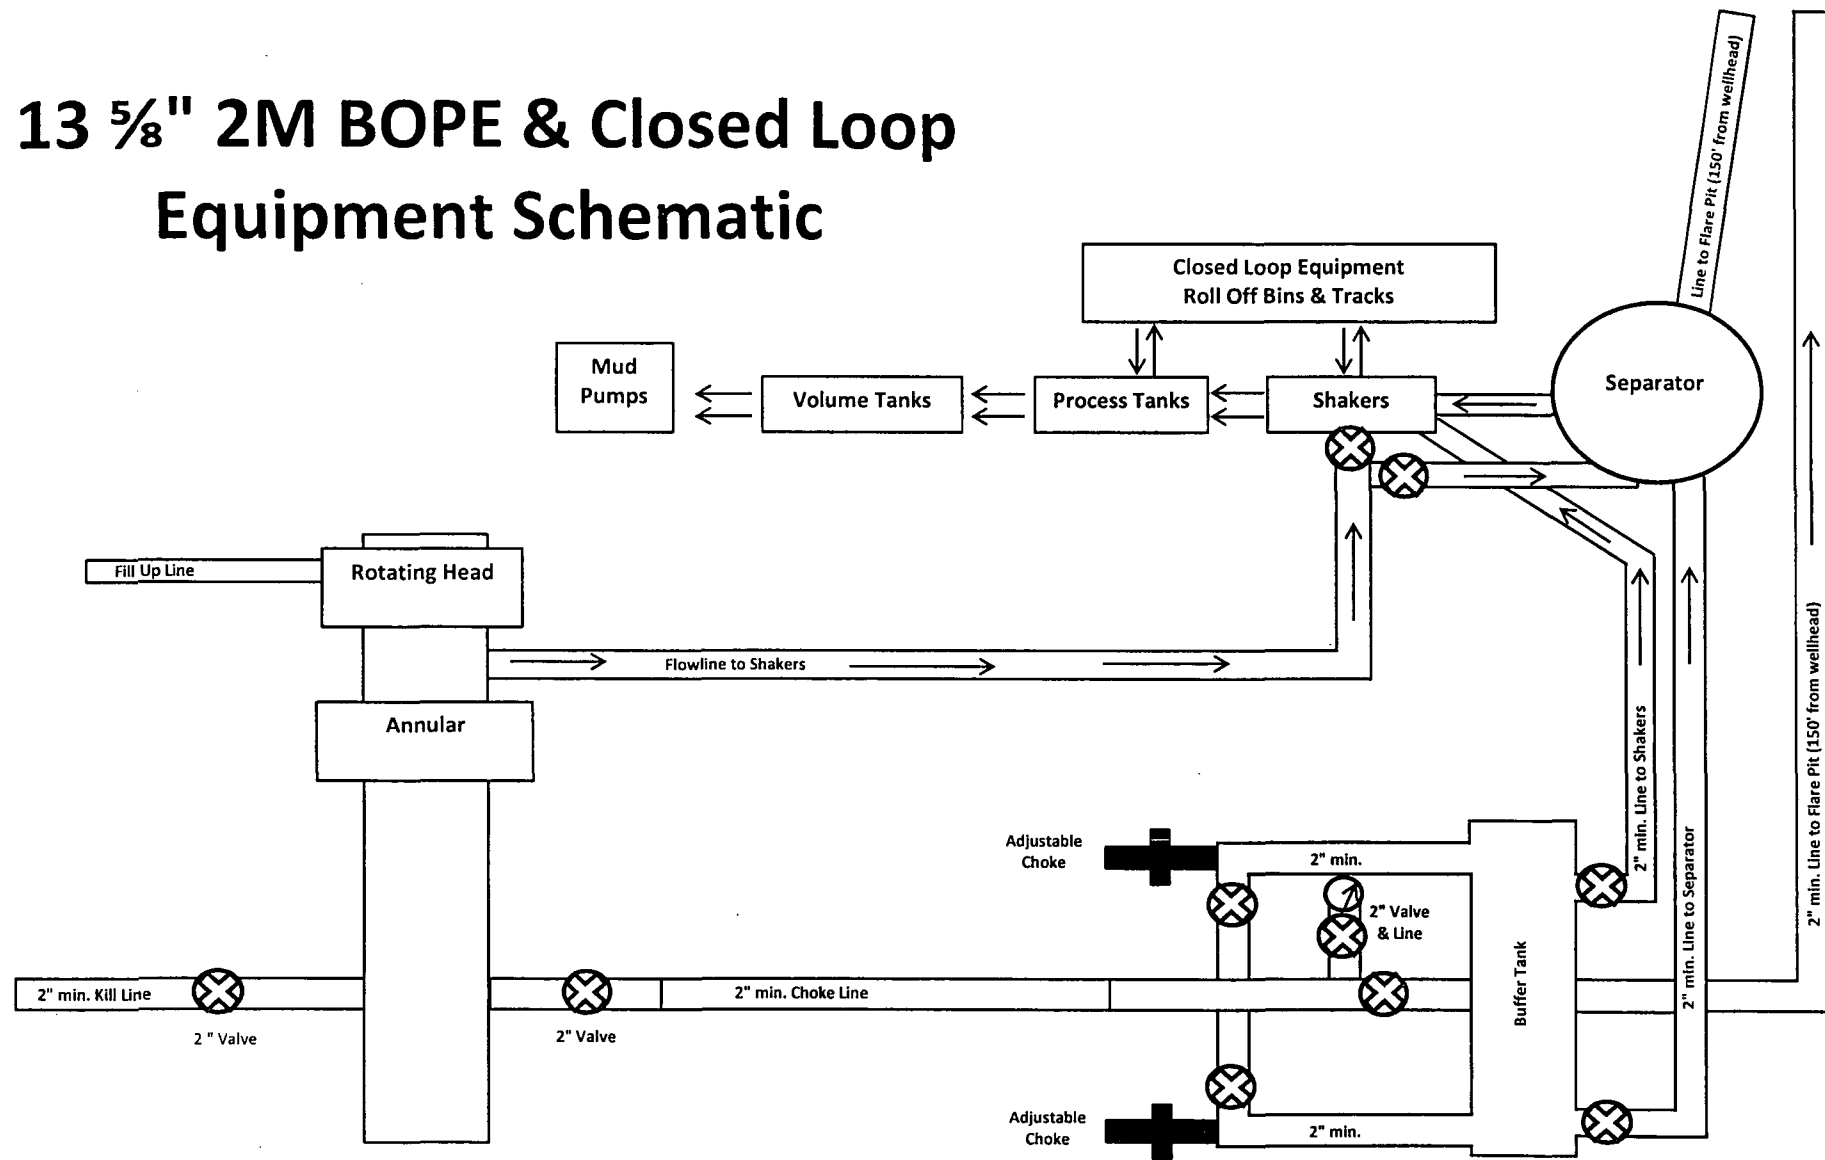 13 ⅝" 2M BOPE & Closed Loop
Equipment Schematic
Line to Flare Pit (150' from wellhead)
Closed Loop Equipment
Roll Off Bins & Tracks
Mud
Pumps
Volume Tanks
Process Tanks
Shakers
Separator
Fill Up Line
Rotating Head
Flowline to Shakers
Annular
2" min. Line to Shakers
2" min. Line to Separator
2" min. Line to Flare Pit (150' from wellhead)
Adjustable
Choke
2" min.
2" Valve
& Line
Buffer Tank
2" min. Kill Line
2" min. Choke Line
2 " Valve
2" Valve
Adjustable
Choke
2" min.